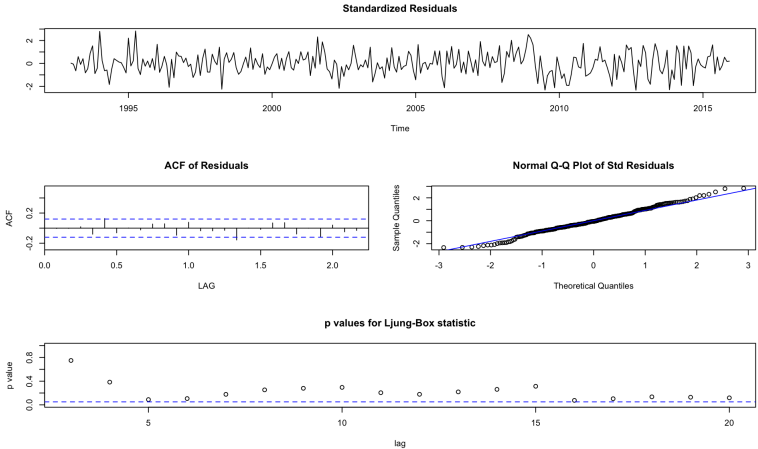 Standardized Residuals
2
0
-2
1995 2000 2005 2010 2015
Time
ACF of Residuals
ACF
0.2
-0.2
0.0 0.5 1.0 1.5 2.0
LAG
Normal Q-Q Plot of Std Residuals
Sample Quantiles
2
0
-2
-3 -2 -1 0 1 2 3
Theoretical Quantiles
p values for Ljung-Box statistic
p value
0.8
0.4
0.0
5 10 15 20
lag